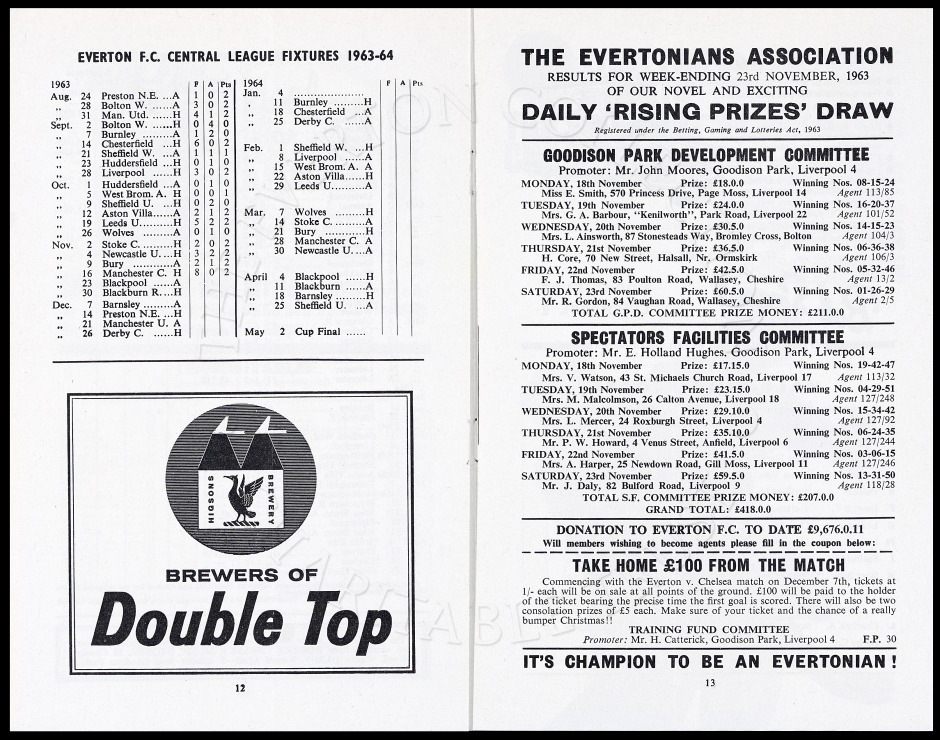 EVERTON F.C. CENTRAL LEAGUE FIXTURES 1963-64
1963 F A Pts
Aug. 24 Preston N.E. ...A 1 0 2
,, 28 Bolton W. ......A 3 0 2
,, 31 Man. Utd. ......H 4 1 2
Sept. 2 Bolton W. ......H 0 4 0
,, 7 Burnley .........A 1 2 0
,, 14 Chesterfield ...H 6 0 2
,, 21 Sheffield W. ...A 1 1 1
,, 23 Huddersfield ...H 0 1 0
,, 28 Liverpool ......H 3 0 2
Oct. 1 Huddersfield ...A 0 1 0
,, 5 West Brom. A. H 0 0 1
,, 9 Sheffield U. ...H 0 2 0
,, 12 Aston Villa......A 2 1 2
,, 19 Leeds U..........H 5 2 2
,, 26 Wolves .........A 0 1 0
Nov. 2 Stoke C. .........H 2 0 2
,, 4 Newcastle U. ...H 3 2 2
,, 9 Bury ............A 2 1 2
,, 16 Manchester C. H 8 0 2
,, 23 Blackpool ......A
,, 30 Blackburn R....H
Dec. 7 Barnsley .........A
,, 14 Preston N.E. ...H
,, 21 Manchester U. A
,, 26 Derby C. ......H
1964 F A Pts
Jan. 4 .....................
,, 11 Burnley .........H
,, 18 Chesterfield ...A
,, 25 Derby C. ......A
Feb. 1 Sheffield W. ...H
,, 8 Liverpool ......A
,, 15 West Brom. A. A
,, 22 Aston Villa......H
,, 29 Leeds U..........A
Mar. 7 Wolves .........H
,, 14 Stoke C. .........A
,, 21 Bury ............H
,, 28 Manchester C. A
,, 30 Newcastle U. ...A
April 4 Blackpool ......H
,, 11 Blackburn ......A
,, 18 Barnsley .........H
,, 25 Sheffield U. ...A
May 2 Cup Final ......
HIGSONS BREWERY
BREWERS OF
Double Top
12
THE EVERTONIANS ASSOCIATION
RESULTS FOR WEEK-ENDING 23rd NOVEMBER, 1963
OF OUR NOVEL AND EXCITING
DAILY 'RISING PRIZES' DRAW
Registered under the Betting, Gaming and Lotteries Act, 1963
GOODISON PARK DEVELOPMENT COMMITTEE
Promoter: Mr. John Moores, Goodison Park, Liverpool 4
MONDAY, 18th November Prize: £18.0.0 Winning Nos. 08-15-24
Miss E. Smith, 570 Princess Drive, Page Moss, Liverpool 14 Agent 113/85
TUESDAY, 19th November Prize: £24.0.0 Winning Nos. 16-20-37
Mrs. G. A. Barbour, "Kenilworth", Park Road, Liverpool 22 Agent 101/52
WEDNESDAY, 20th November Prize: £30.5.0 Winning Nos. 14-15-23
Mrs. L. Ainsworth, 87 Stonesteads Way, Bromley Cross, Bolton Agent 104/3
THURSDAY, 21st November Prize: £36.5.0 Winning Nos. 06-36-38
H. Core, 70 New Street, Halsall, Nr. Ormskirk Agent 106/3
FRIDAY, 22nd November Prize: £42.5.0 Winning Nos. 05-32-46
F. J. Thomas, 83 Poulton Road, Wallasey, Cheshire Agent 13/2
SATURDAY, 23rd November Prize: £60.5.0 Winning Nos. 01-26-29
Mr. R. Gordon, 84 Vaughan Road, Wallasey, Cheshire Agent 2/5
TOTAL G.P.D. COMMITTEE PRIZE MONEY: £211.0.0
SPECTATORS FACILITIES COMMITTEE
Promoter: Mr. E. Holland Hughes. Goodison Park, Liverpool 4
MONDAY, 18th November Prize: £17.15.0 Winning Nos. 19-42-47
Mrs. V. Watson, 43 St. Michaels Church Road, Liverpool 17 Agent 113/32
TUESDAY, 19th November Prize: £23.15.0 Winning Nos. 04-29-51
Mrs. M. Malcolmson, 26 Calton Avenue, Liverpool 18 Agent 127/248
WEDNESDAY, 20th November Prize: £29.10.0 Winning Nos. 15-34-42
Mrs. L. Mercer, 24 Roxburgh Street, Liverpool 4 Agent 127/92
THURSDAY, 21st November Prize: £35.10.0 Winning Nos. 06-24-35
Mr. P. W. Howard, 4 Venus Street, Anfield, Liverpool 6 Agent 127/244
FRIDAY, 22nd November Prize: £41.5.0 Winning Nos. 03-06-15
Mrs. A. Harper, 25 Newdown Road, Gill Moss, Liverpool 11 Agent 127/246
SATURDAY, 23rd November Prize: £59.5.0 Winning Nos. 13-31-50
Mr. J. Daly, 82 Bulford Road, Liverpool 9 Agent 118/28
TOTAL S.F. COMMITTEE PRIZE MONEY: £207.0.0
GRAND TOTAL: £418.0.0
DONATION TO EVERTON F.C. TO DATE £9,676.0.11
Will members wishing to become agents please fill in the coupon below:
TAKE HOME £100 FROM THE MATCH
Commencing with the Everton v. Chelsea match on December 7th, tickets at
1/- each will be on sale at all points of the ground. £100 will be paid to the holder
of the ticket bearing the precise time the first goal is scored. There will also be two
consolation prizes of £5 each. Make sure of your ticket and the chance of a really
bumper Christmas!!
TRAINING FUND COMMITTEE
Promoter: Mr. H. Catterick, Goodison Park, Liverpool 4 F.P. 30
IT'S CHAMPION TO BE AN EVERTONIAN !
13